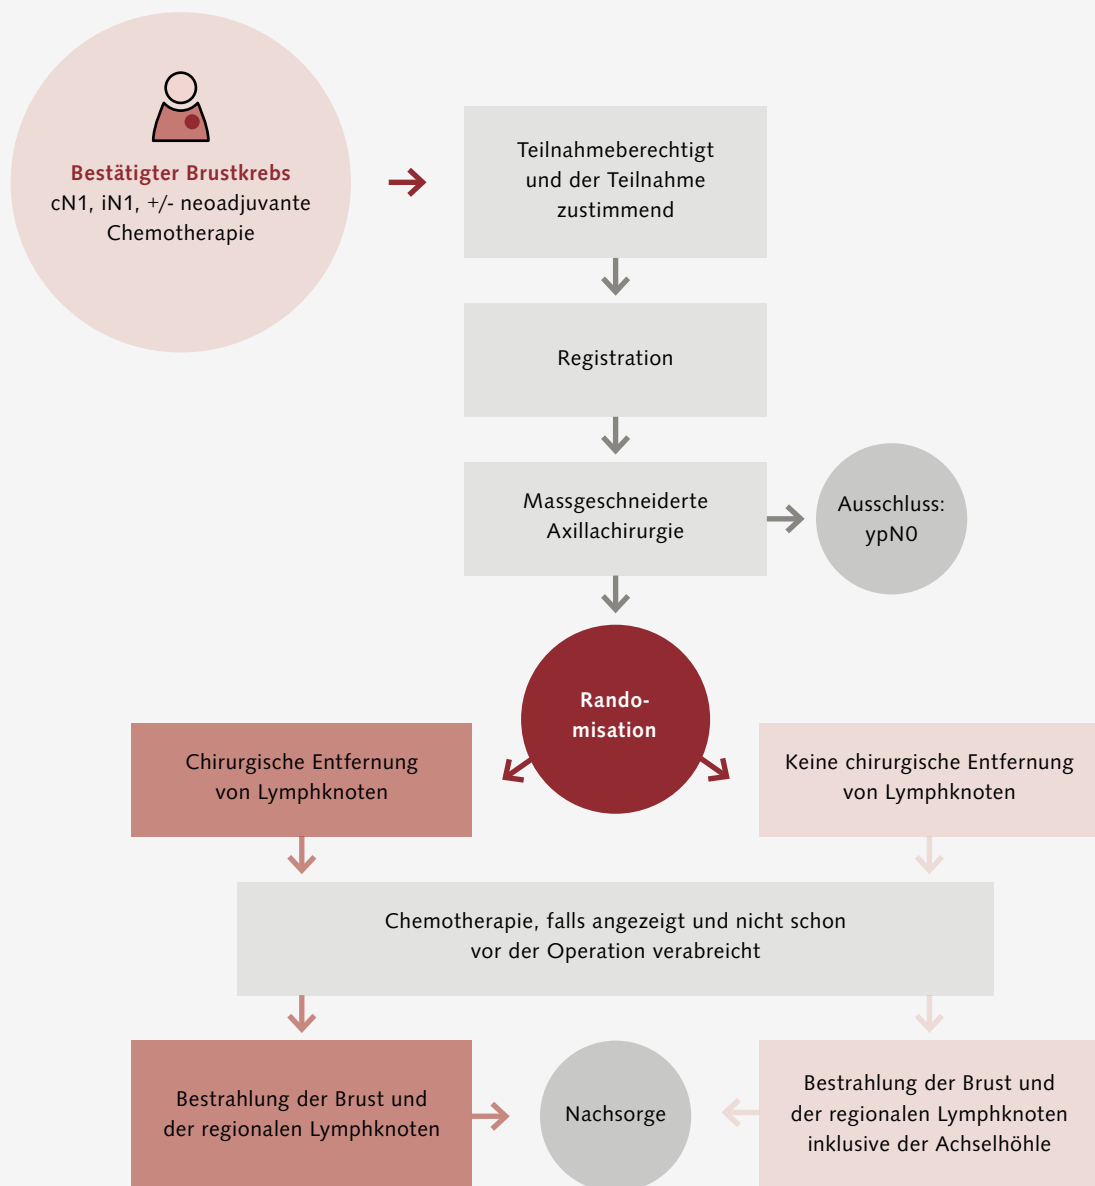 Bestätigter Brustkrebs
cN1, iN1, +/- neoadjuvante
Chemotherapie
Teilnahmeberechtigt
und der Teilnahme
zustimmend
Registration
Massgeschneiderte
Axillachirurgie
Ausschluss:
ypN0
Rando-
misation
Chirurgische Entfernung
von Lymphknoten
Keine chirurgische Entfernung
von Lymphknoten
Chemotherapie, falls angezeigt und nicht schon
vor der Operation verabreicht
Bestrahlung der Brust und
der regionalen Lymphknoten
Nachsorge
Bestrahlung der Brust und
der regionalen Lymphknoten
inklusive der Achselhöhle